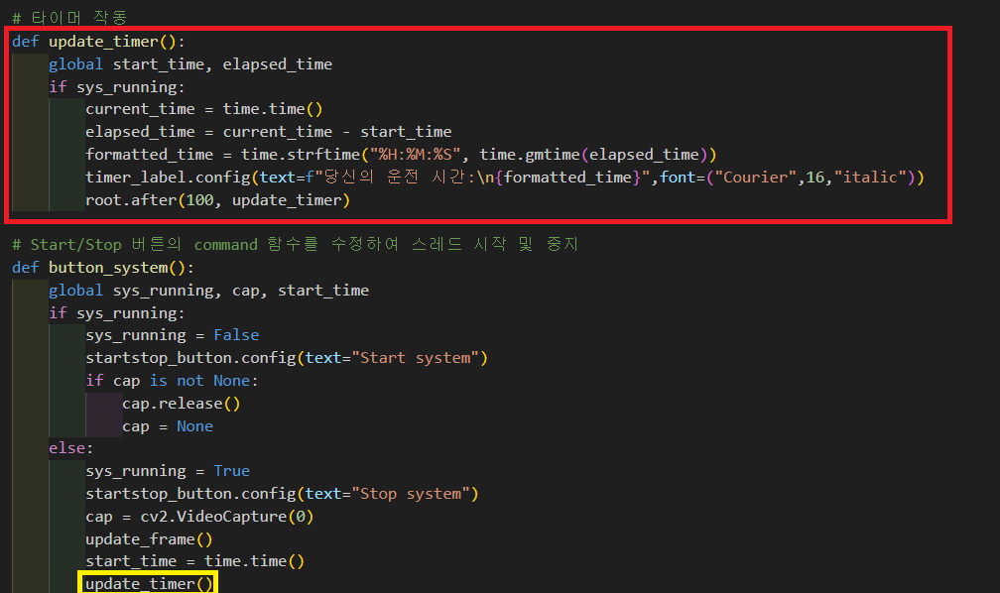 # 타이머 작동
def update_timer():
    global start_time, elapsed_time
    if sys_running:
        current_time = time.time()
        elapsed_time = current_time - start_time
        formatted_time = time.strftime("%H:%M:%S", time.gmtime(elapsed_time))
        timer_label.config(text=f"당신의 운전 시간:\n{formatted_time}",font=("Courier",16,"italic"))
        root.after(100, update_timer)
# Start/Stop 버튼의 command 함수를 수정하여 스레드 시작 및 중지
def button_system():
    global sys_running, cap, start_time
    if sys_running:
        sys_running = False
        startstop_button.config(text="Start system")
        if cap is not None:
            cap.release()
            cap = None
    else:
        sys_running = True
        startstop_button.config(text="Stop system")
        cap = cv2.VideoCapture(0)
        update_frame()
        start_time = time.time()
        update_timer()